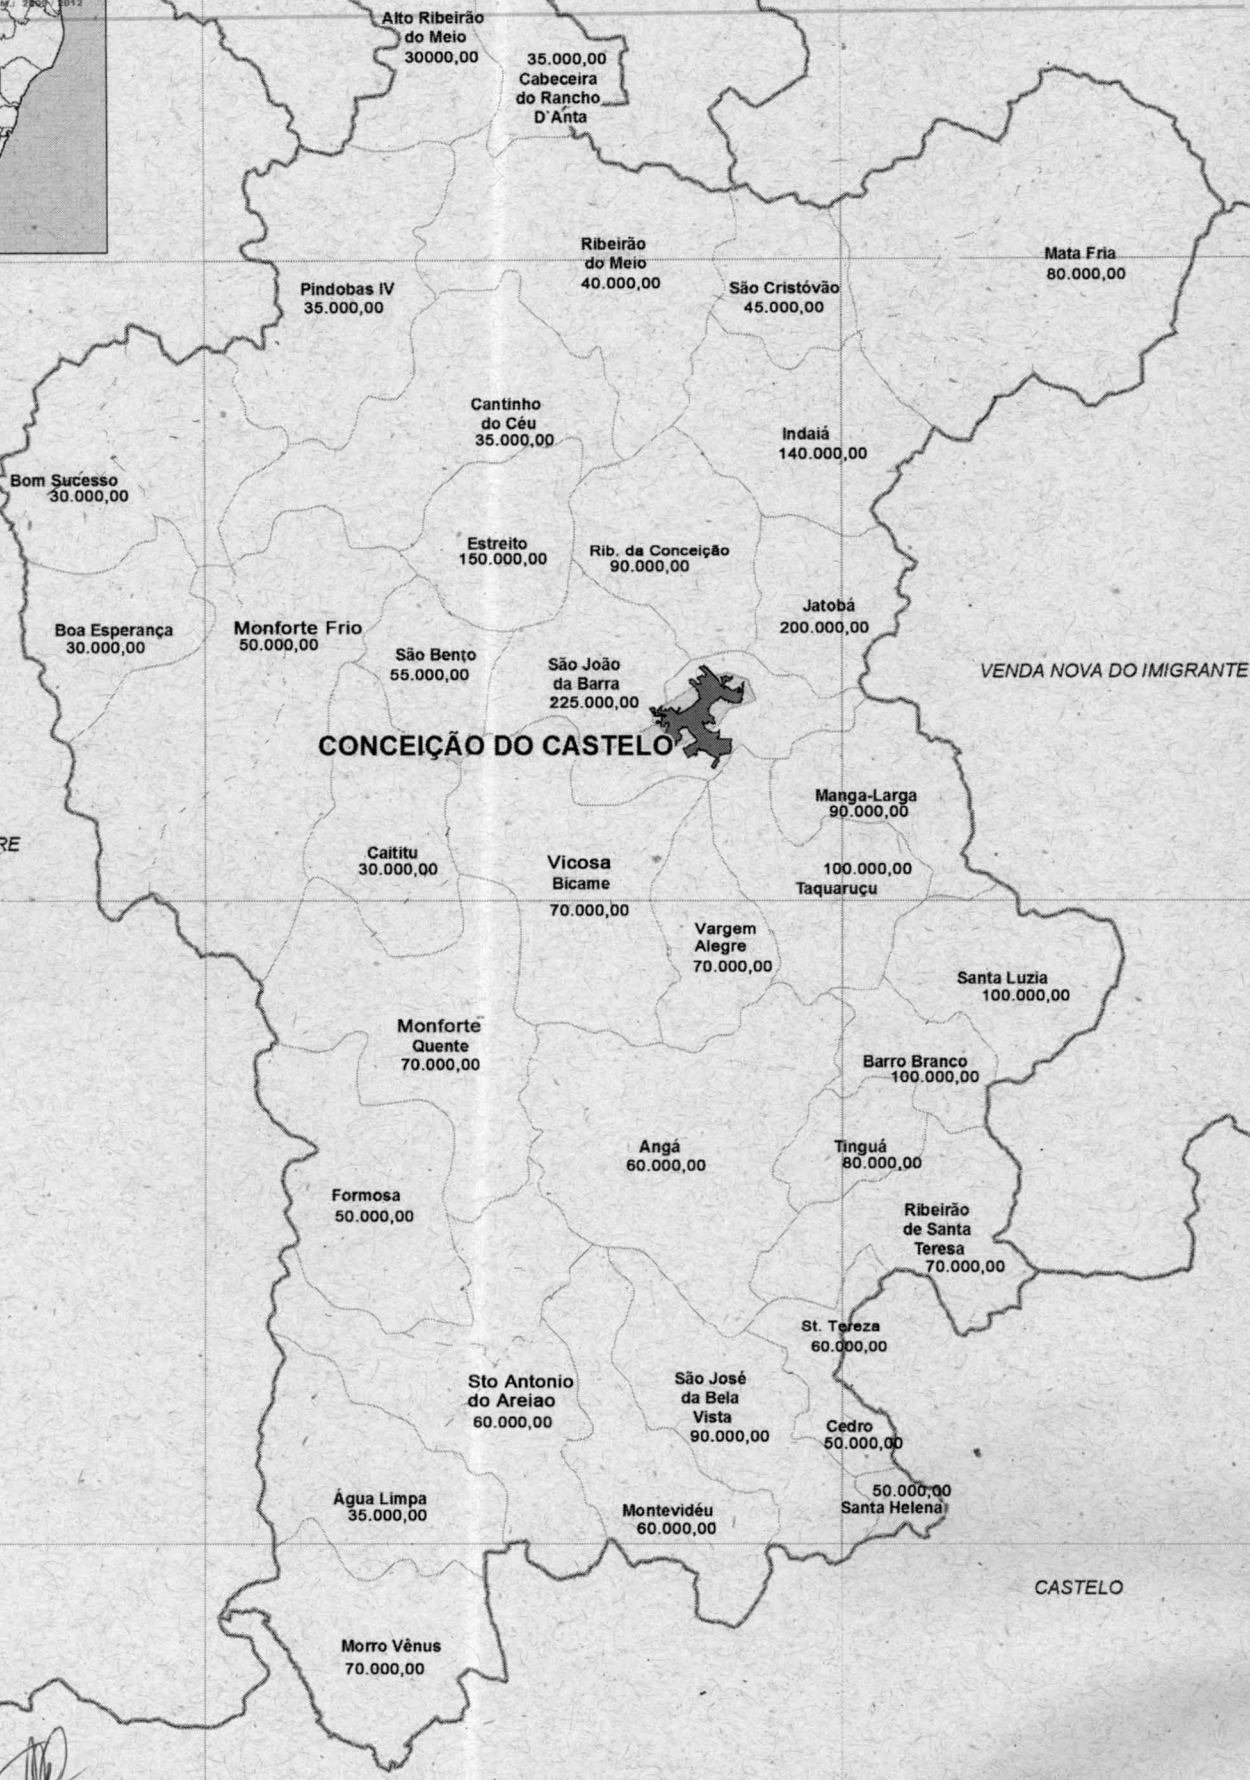 Alto Ribeirão
do Meio
30000,00
35.000,00
Cabeceira
do Rancho
D`Anta
Ribeirão
do Meio
40.000,00
Mata Fria
80.000,00
Pindobas IV
35.000,00
São Cristóvão
45.000,00
Cantinho
do Céu
35.000,00
Indaiá
140.000,00
Bom Sucesso
30.000,00
Estreito
150.000,00
Rib. da Conceição
90.000,00
Jatobá
200.000,00
Boa Esperança
30.000,00
Monforte Frio
50.000,00
São Bento
55.000,00
São João
da Barra
225.000,00
VENDA NOVA DO IMIGRANTE
CONCEIÇÃO DO CASTELO
Manga-Larga
90.000,00
RE
Caititu
30.000,00
Vicosa
Bicame
70.000,00
100.000,00
Taquaruçu
Vargem
Alegre
70.000,00
Santa Luzia
100.000,00
Monforte
Quente
70.000,00
Barro Branco
100.000,00
Angá
60.000,00
Tinguá
80.000,00
Formosa
50.000,00
Ribeirão
de Santa
Teresa
70.000,00
St. Tereza
60.000,00
Sto Antonio
do Areiao
60.000,00
São José
da Bela
Vista
90.000,00
Cedro
50.000,00
50.000,00
Santa Helena
Água Limpa
35.000,00
Montevidéu
60.000,00
CASTELO
Morro Vênus
70.000,00